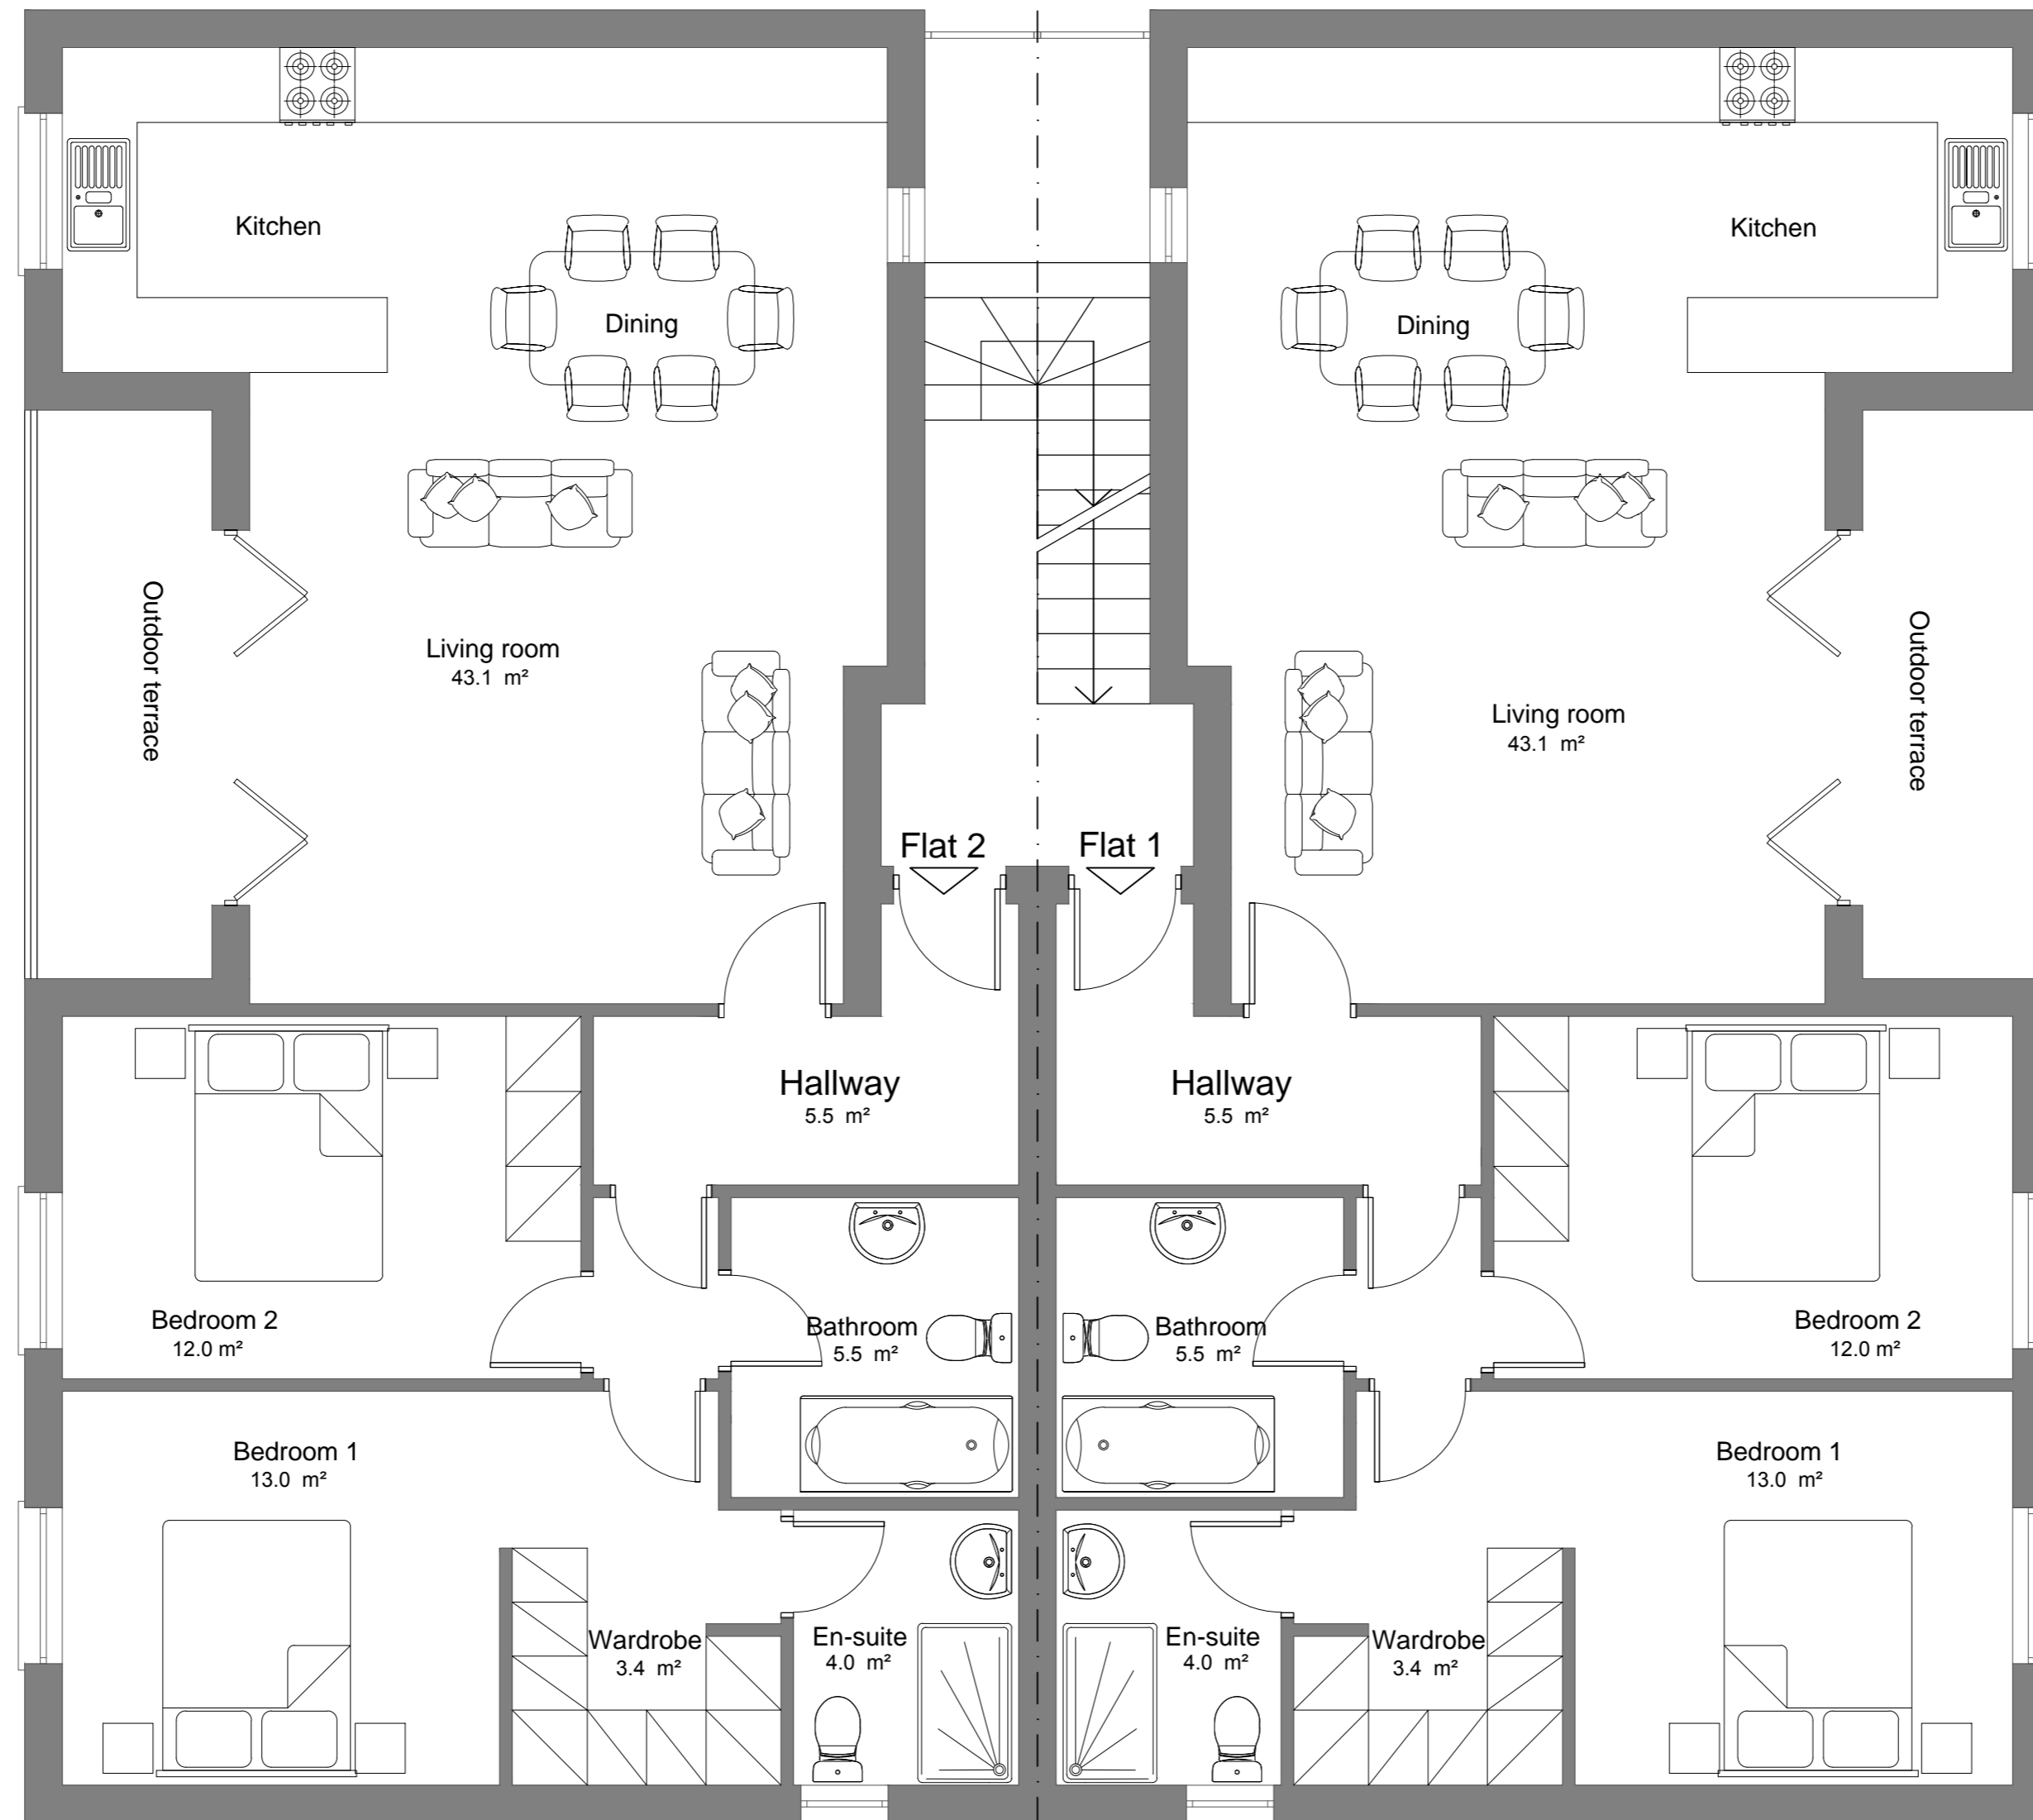 Kitchen
Kitchen
Dining
Dining
Outdoor terrace
Living room
43.1 m²
Outdoor terrace
Living room
43.1 m²
Flat 2
Flat 1
Hallway
5.5 m²
Hallway
5.5 m²
Bedroom 2
12.0 m²
Bathroom
5.5 m²
Bathroom
5.5 m²
Bedroom 2
12.0 m²
Bedroom 1
13.0 m²
Bedroom 1
13.0 m²
Wardrobe
3.4 m²
En-suite
4.0 m²
En-suite
4.0 m²
Wardrobe
3.4 m²